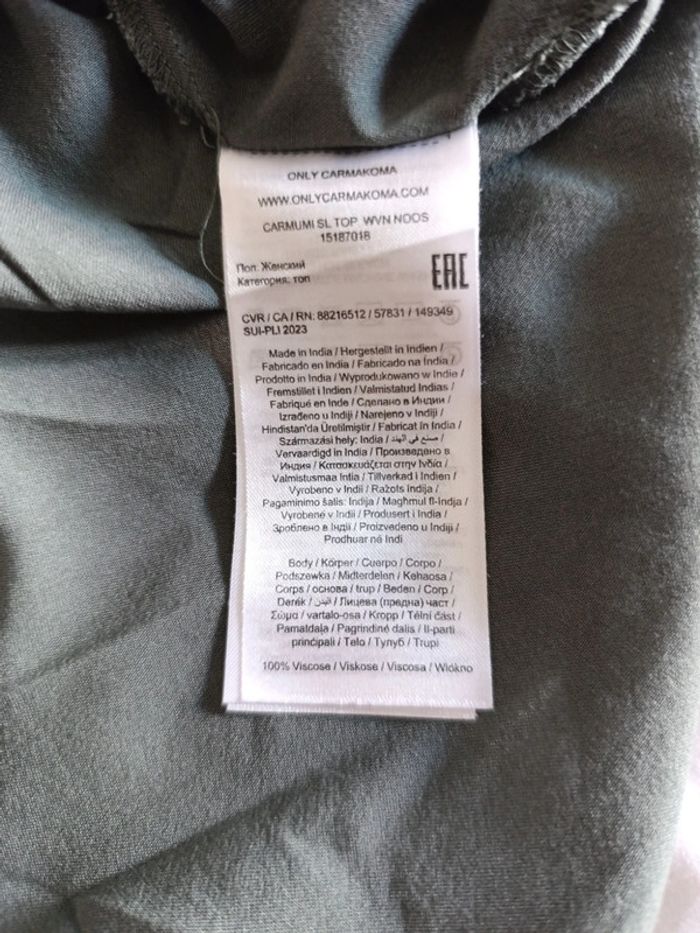 ONLY CARMAKOMA
WWW.ONLYCARMAKOMA.COM
CARMUMI SL TOP WVN NOOS
15187018
Пол: Женский
Категория: топ
EAC
CVR / CA / RN: 88216512 / 57831 / 149349
SUI-PLI 2023
Made in India / Hergestellt in Indien /
Fabricado en India / Fabricado na Índia /
Prodotto in India / Wyprodukowano w Indie /
Fremstillet i Indien / Valmistatud Indias /
Fabriqué en Inde / Сделано в Индии /
Izrađeno u Indiji / Narejeno v Indiji /
Hindistan'da Üretilmiştir / Fabricat în India /
Származási hely: India / صنع في الهند /
Vervaardigd in India / Произведено в
Индия / Κατασκευάζεται στην Ινδία /
Valmistusmaa Intia / Tillverkad i Indien /
Vyrobeno v Indii / Ražots Indija /
Pagaminimo šalis: Indija / Maghmul fl-Indja /
Vyrobené v Indii / Produsert i India /
Зроблено в Індії / Proizvedeno u Indiji /
Prodhuar në Indi
Body / Körper / Cuerpo / Corpo /
Podszewka / Midterdelen / Kehaosa /
Corps / основа / trup / Beden / Corp /
Derék / البدن / Лицева (предна) част /
Σώμα / vartalo-osa / Kropp / Tělní část /
Pamatdaļa / Pagrindinė dalis / Il-parti
prinċipali / Telo / Тулуб / Trupi
100% Viscose / Viskose / Viscosa / Włókno